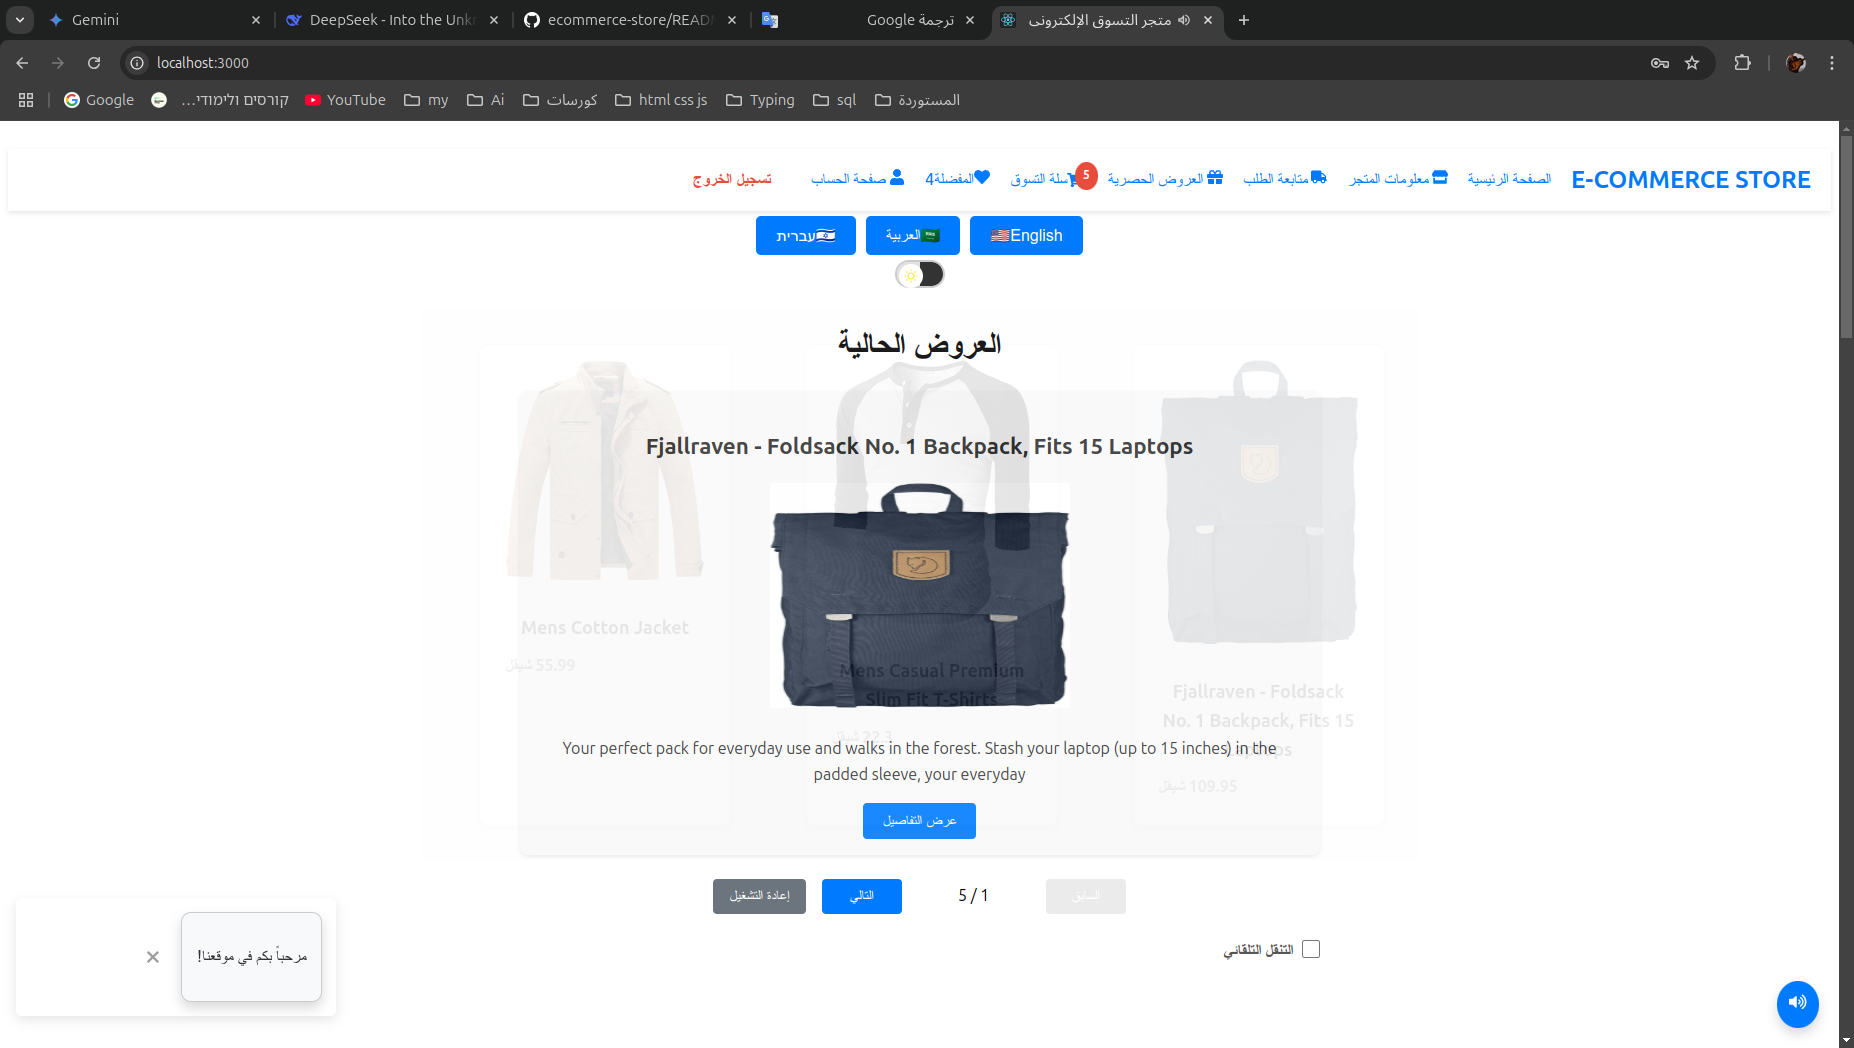 Gemini
DeepSeek - Into the Unkn
ecommerce-store/READM
ترجمة Google
متجر التسوق الإلكتروني
localhost:3000
Google
קורסים ולימודי...
YouTube
my
Ai
كورسات
html css js
Typing
sql
المستوردة
E-COMMERCE STORE
الصفحة الرئيسية
معلومات المتجر
متابعة الطلب
العروض الحصرية
سلة التسوق
5
المفضلة4
صفحة الحساب
تسجيل الخروج
English
العربية
עברית
العروض الحالية
Fjallraven - Foldsack No. 1 Backpack, Fits 15 Laptops
Your perfect pack for everyday use and walks in the forest. Stash your laptop (up to 15 inches) in the
padded sleeve, your everyday
عرض التفاصيل
Fjallraven - Foldsack
No. 1 Backpack, Fits 15
Laptops
109.95 شيقل
Mens Casual Premium
Slim Fit T-Shirts
22.3 شيقل
Mens Cotton Jacket
55.99 شيقل
السابق
1 / 5
التالي
إعادة التشغيل
التنقل التلقائي
مرحباً بكم في موقعنا!